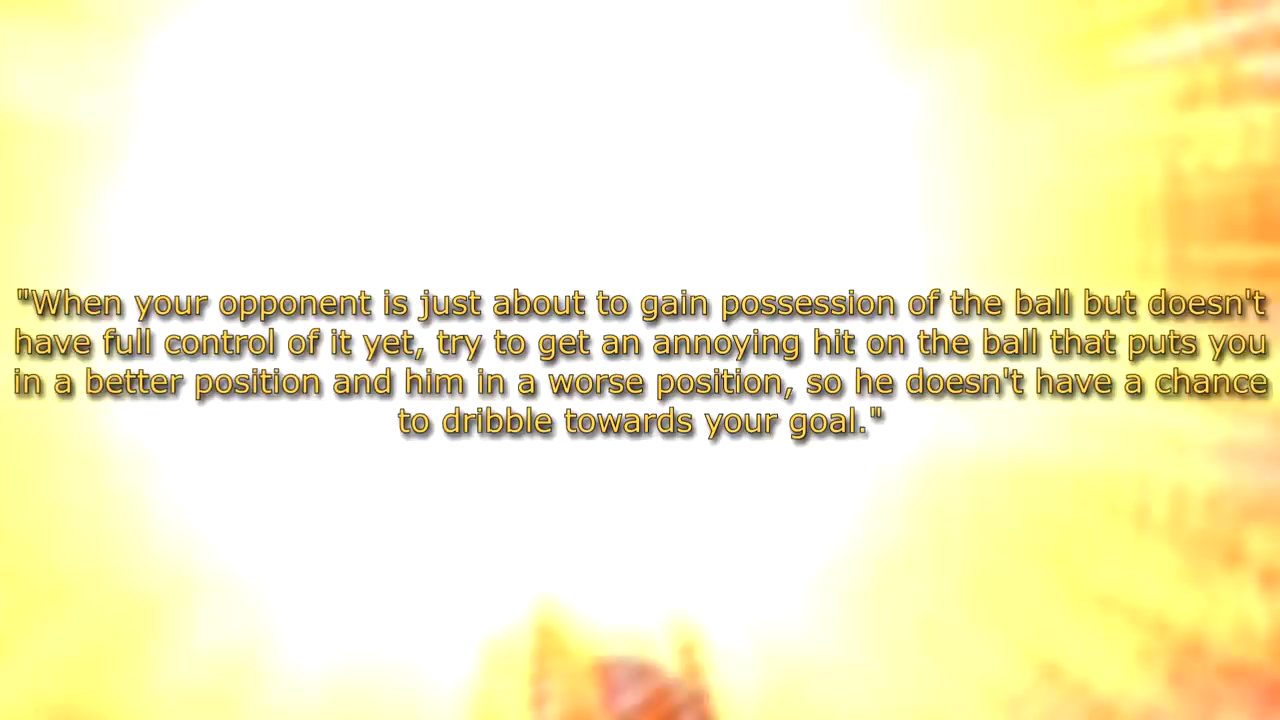 "When your opponent is just about to gain possession of the ball but doesn't
have full control of it yet, try to get an annoying hit on the ball that puts you
in a better position and him in a worse position, so he doesn't have a chance
to dribble towards your goal."